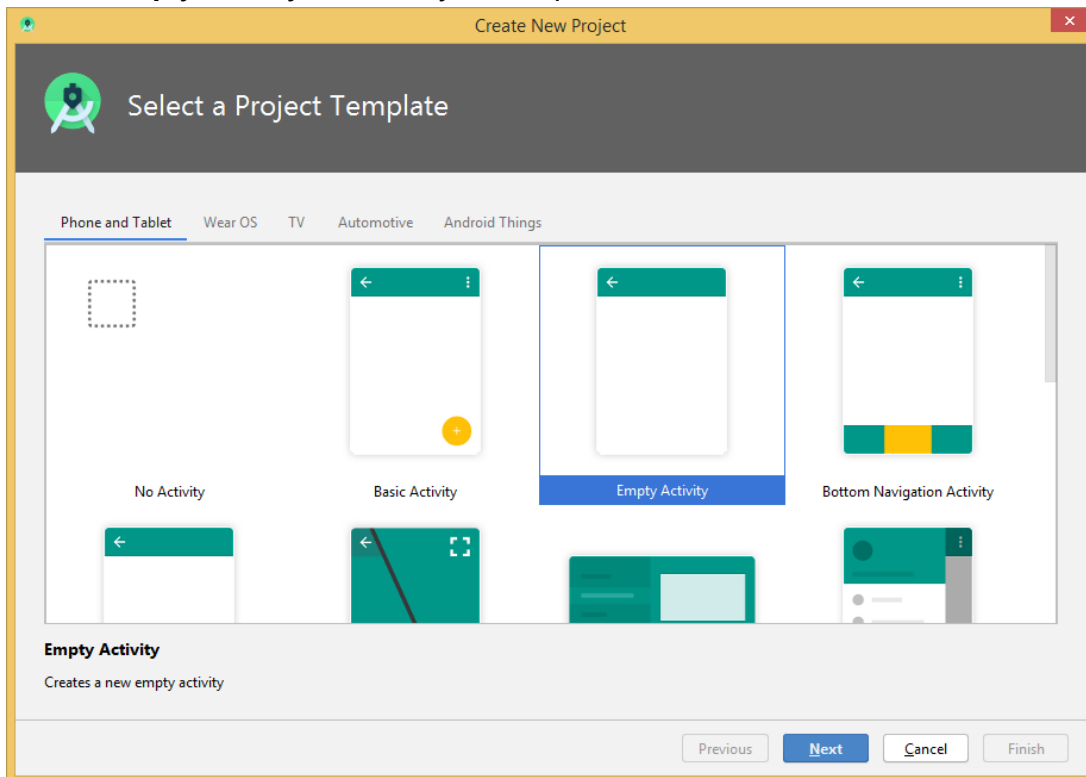 Create New Project
Select a Project Template
Phone and Tablet Wear OS TV Automotive Android Things
No Activity Basic Activity Empty Activity Bottom Navigation Activity
Empty Activity
Creates a new empty activity
Previous Next Cancel Finish